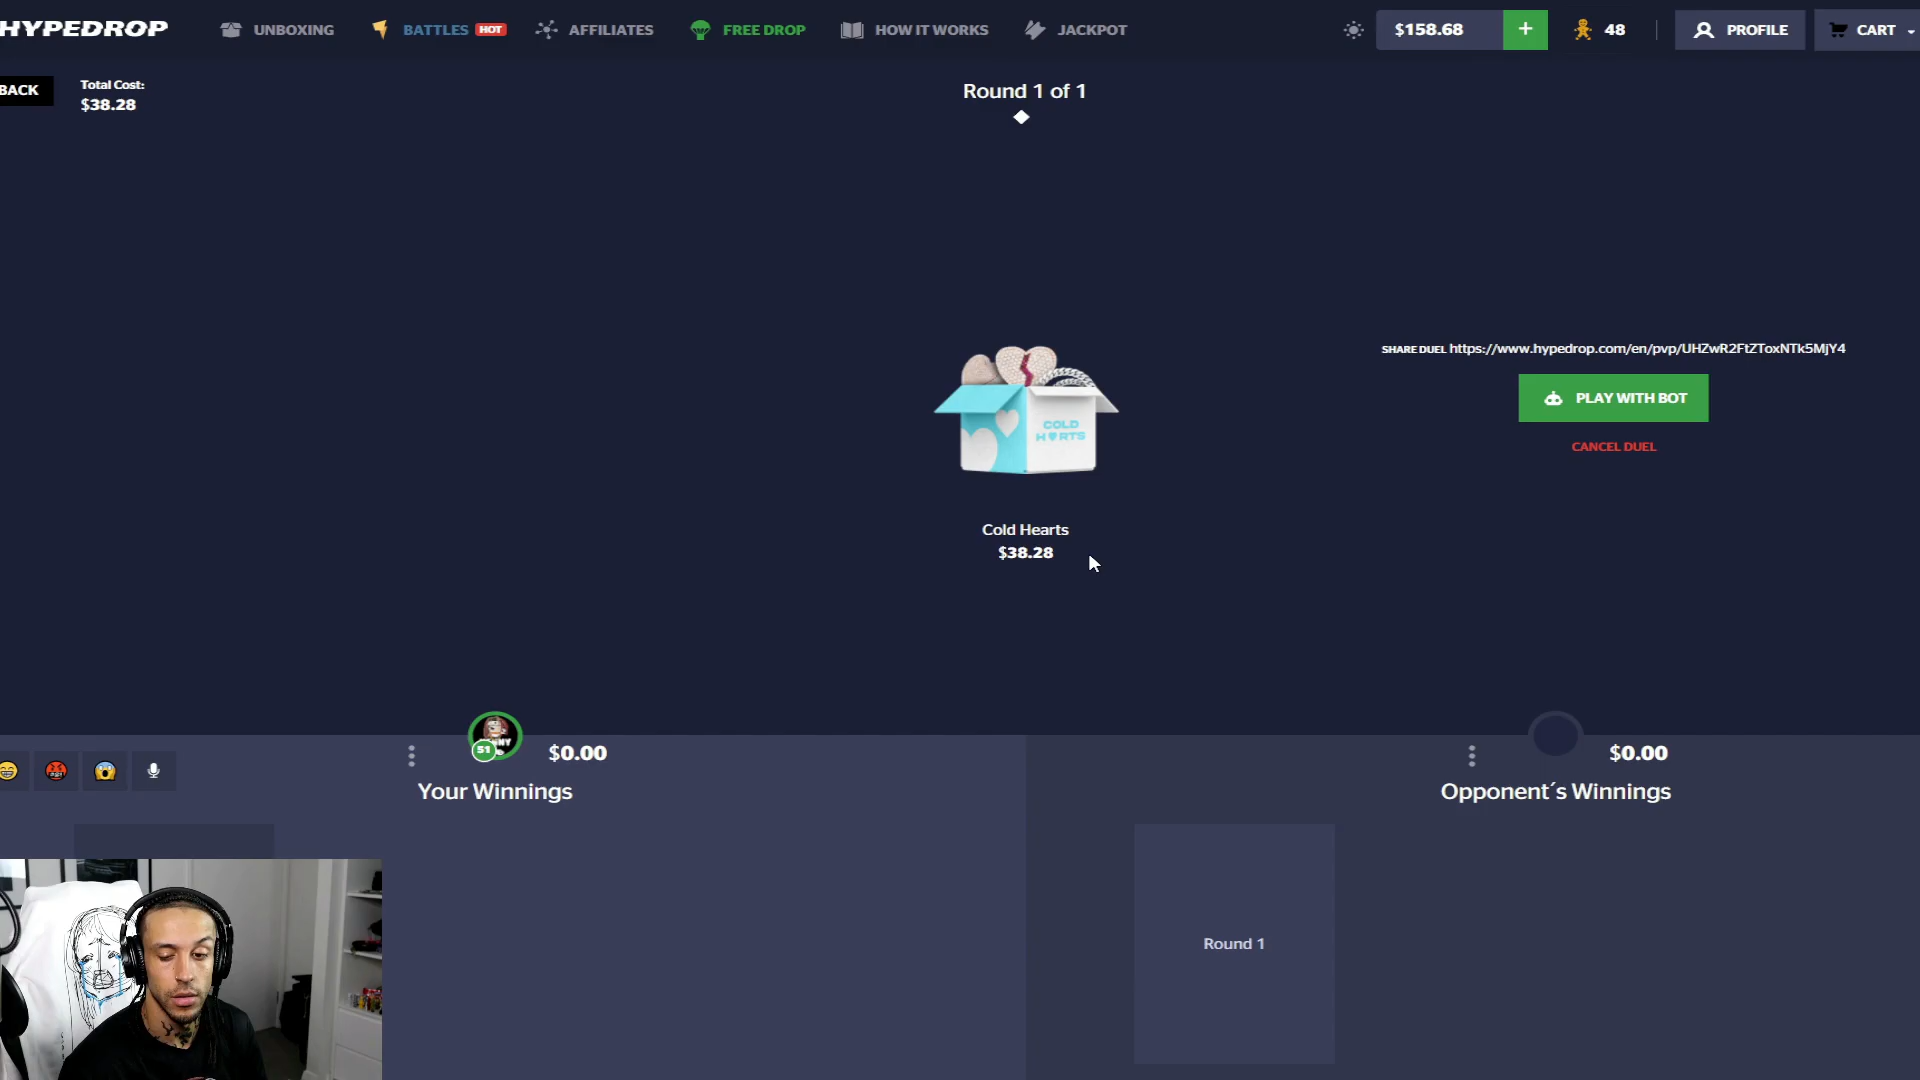 HYPEDROP
UNBOXING
BATTLES HOT
AFFILIATES
FREE DROP
HOW IT WORKS
JACKPOT
$158.68
+
48
PROFILE
CART
BACK
Total Cost:
$38.28
Round 1 of 1
COLD
H♥RTS
Cold Hearts
$38.28
SHARE DUEL https://www.hypedrop.com/en/pvp/UHZwR2FtZToxNTk5MjY4
PLAY WITH BOT
CANCEL DUEL
51
$0.00
Your Winnings
$0.00
Opponent´s Winnings
Round 1